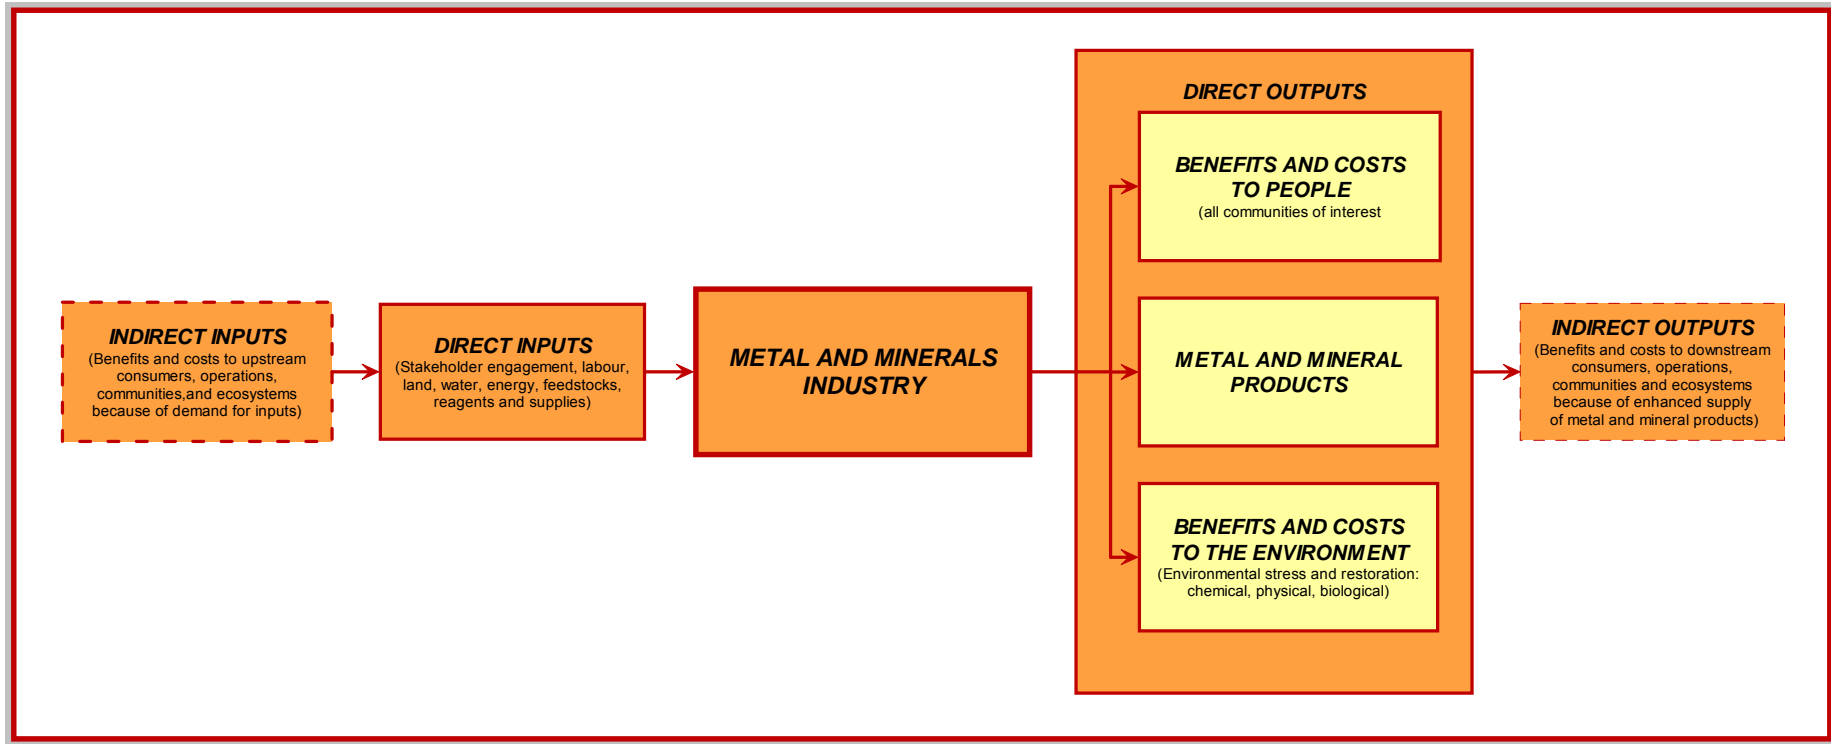 INDIRECT INPUTS
(Benefits and costs to upstream
consumers, operations,
communities,and ecosystems
because of demand for inputs)
DIRECT INPUTS
(Stakeholder engagement, labour,
land, water, energy, feedstocks,
reagents and supplies)
METAL AND MINERALS
INDUSTRY
DIRECT OUTPUTS
BENEFITS AND COSTS
TO PEOPLE
(all communities of interest
METAL AND MINERAL
PRODUCTS
BENEFITS AND COSTS
TO THE ENVIRONMENT
(Environmental stress and restoration:
chemical, physical, biological)
INDIRECT OUTPUTS
(Benefits and costs to downstream
consumers, operations,
communities and ecosystems
because of enhanced supply
of metal and mineral products)